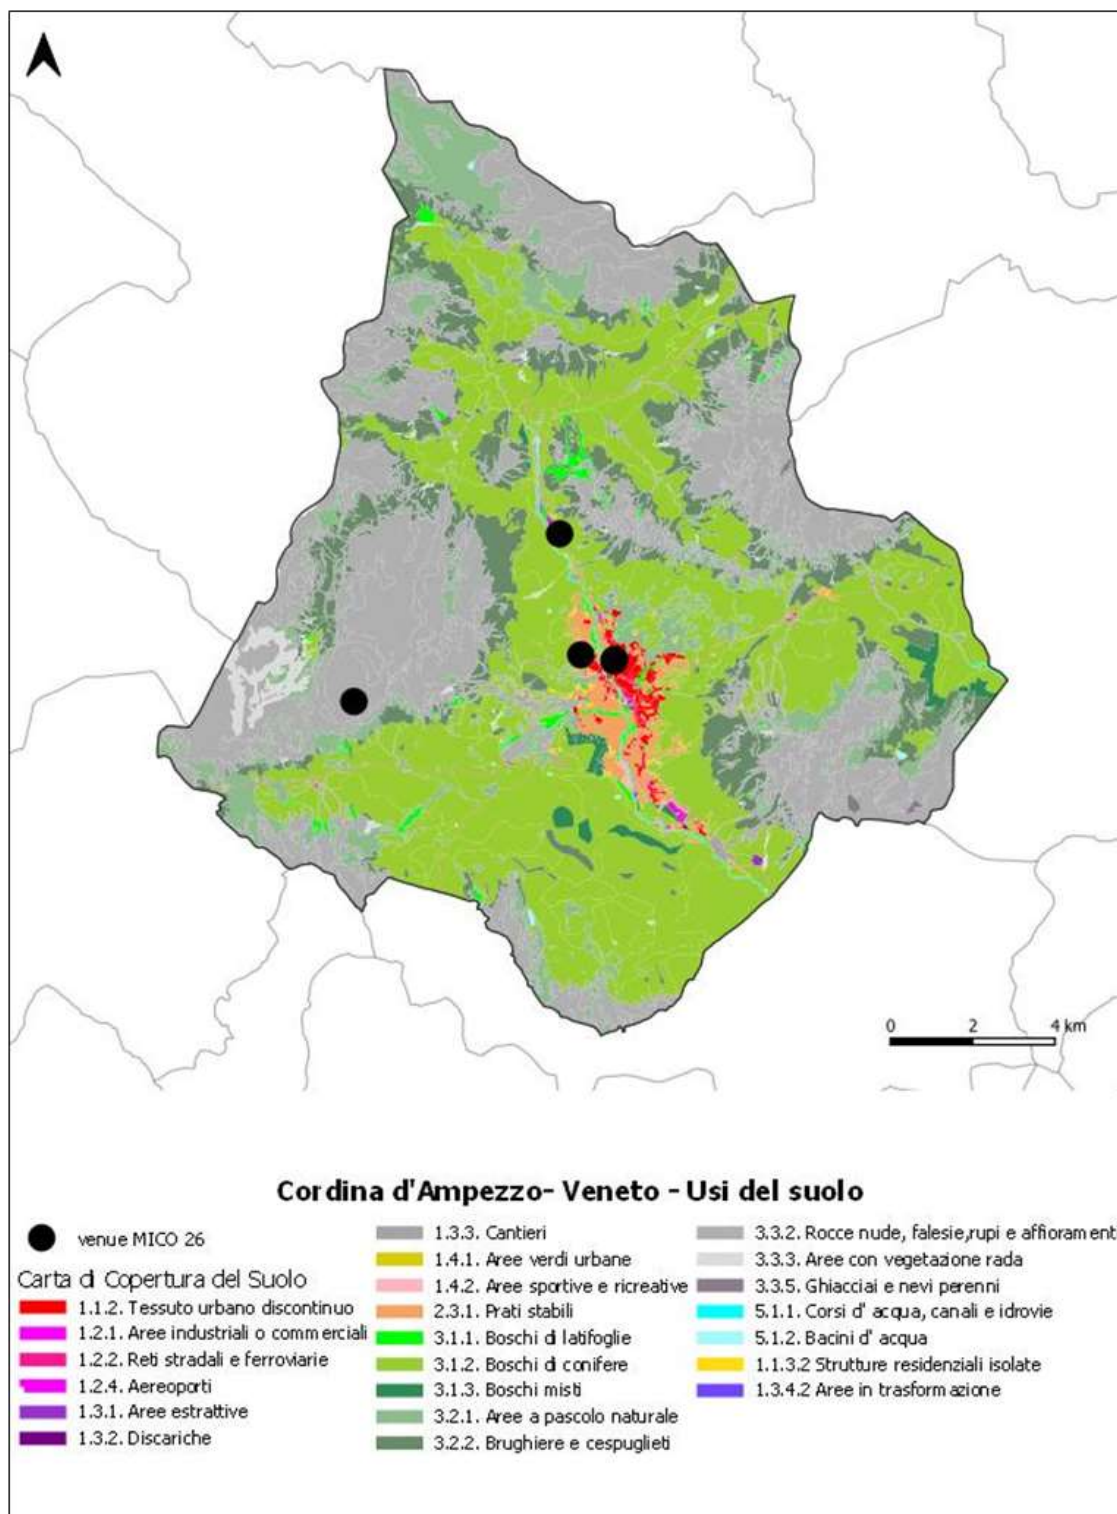 0 2 4 km
Cordina d'Ampezzo- Veneto - Usi del suolo
venue MICO 26
Carta di Copertura del Suolo
1.1.2. Tessuto urbano discontinuo
1.2.1. Aree industriali o commerciali
1.2.2. Reti stradali e ferroviarie
1.2.4. Aereoporti
1.3.1. Aree estrattive
1.3.2. Discariche
1.3.3. Cantieri
1.4.1. Aree verdi urbane
1.4.2. Aree sportive e ricreative
2.3.1. Prati stabili
3.1.1. Boschi di latifoglie
3.1.2. Boschi di conifere
3.1.3. Boschi misti
3.2.1. Aree a pascolo naturale
3.2.2. Brughiere e cespuglieti
3.3.2. Rocce nude, falesie,rupi e affiorament
3.3.3. Aree con vegetazione rada
3.3.5. Ghiacciai e nevi perenni
5.1.1. Corsi d' acqua, canali e idrovie
5.1.2. Bacini d' acqua
1.1.3.2 Strutture residenziali isolate
1.3.4.2 Aree in trasformazione